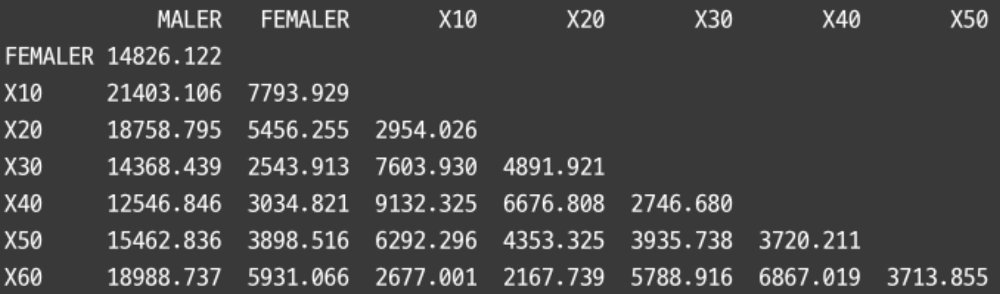 MALER FEMALER X10 X20 X30 X40 X50
FEMALER 14826.122
X10 21403.106 7793.929
X20 18758.795 5456.255 2954.026
X30 14368.439 2543.913 7603.930 4891.921
X40 12546.846 3034.821 9132.325 6676.808 2746.680
X50 15462.836 3898.516 6292.296 4353.325 3935.738 3720.211
X60 18988.737 5931.066 2677.001 2167.739 5788.916 6867.019 3713.855